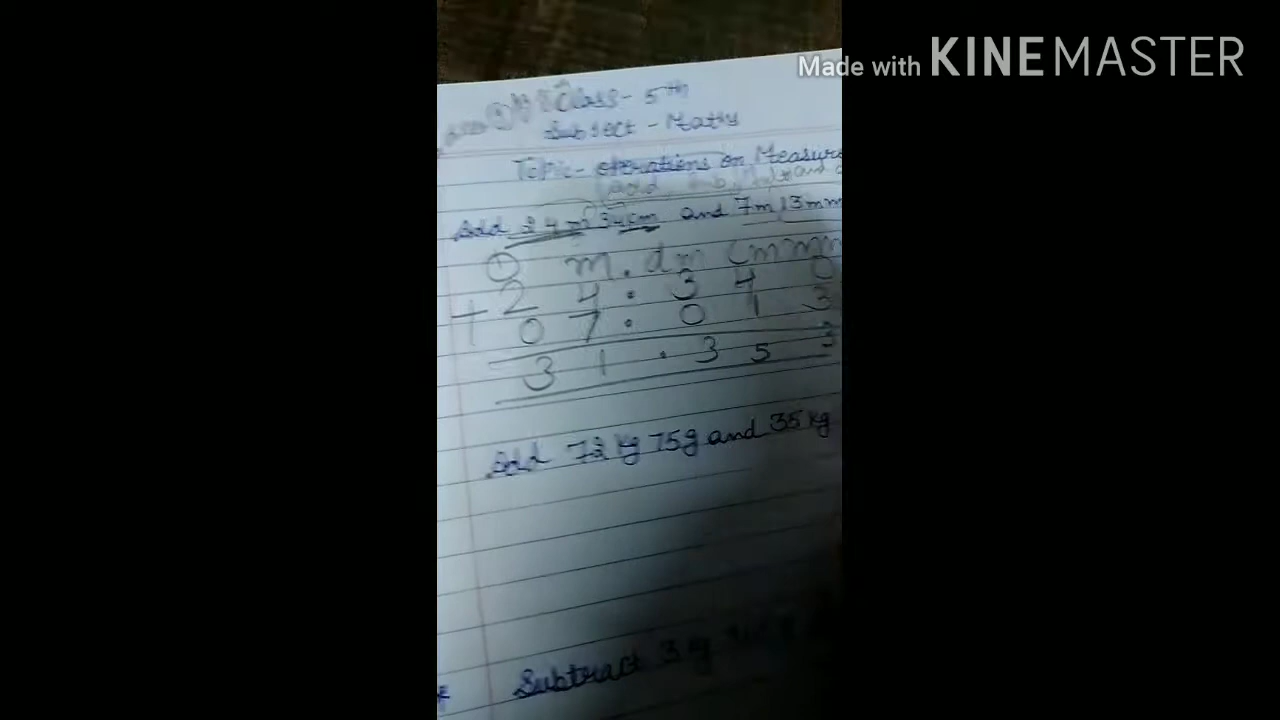 Made with KINEMASTER
Class - 5th
Subject - Maths
Topic - operations on Measure
Add 24m 34cm and 7m 13mm
m . dm cm mm
2 4 : 3 4 0
+ 0 7 : 0 1 3
3 1 . 3 5 3
Add 72 kg 75g and 35 kg
Subtract 3 kg